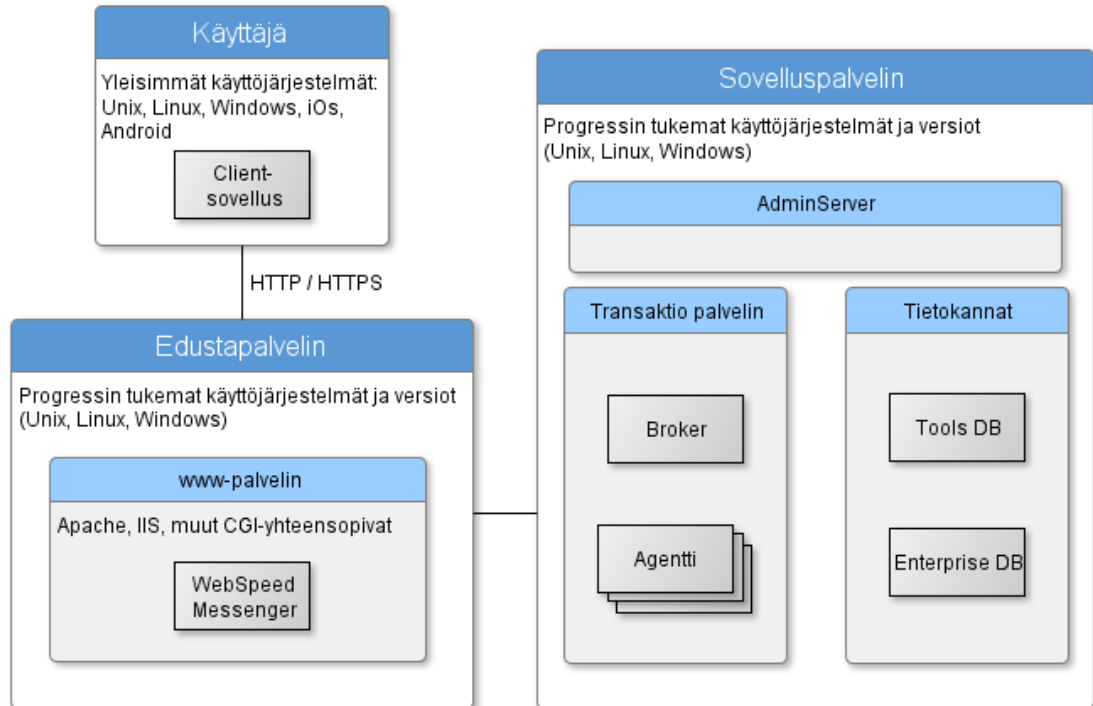 Käyttäjä
Yleisimmät käyttöjärjestelmät:
Unix, Linux, Windows, iOs,
Android
Client-
sovellus
HTTP / HTTPS
Edustapalvelin
Progressin tukemat käyttöjärjestelmät ja versiot
(Unix, Linux, Windows)
www-palvelin
Apache, IIS, muut CGI-yhteensopivat
WebSpeed
Messenger
Sovelluspalvelin
Progressin tukemat käyttöjärjestelmät ja versiot
(Unix, Linux, Windows)
AdminServer
Transaktio palvelin
Broker
Agentti
Tietokannat
Tools DB
Enterprise DB